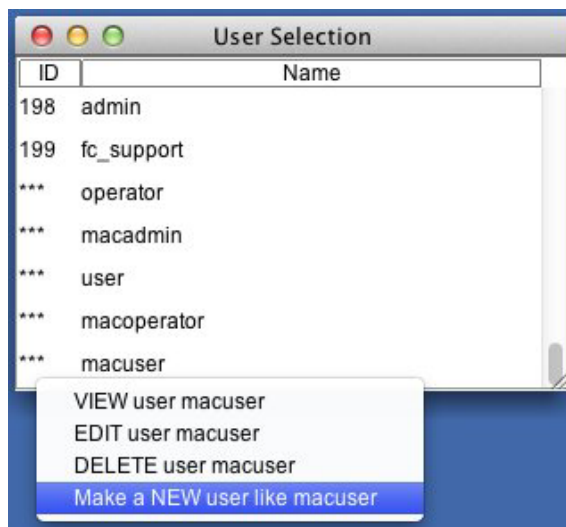 User Selection
ID Name
198 admin
199 fc_support
*** operator
*** macadmin
*** user
*** macoperator
*** macuser
VIEW user macuser
EDIT user macuser
DELETE user macuser
Make a NEW user like macuser